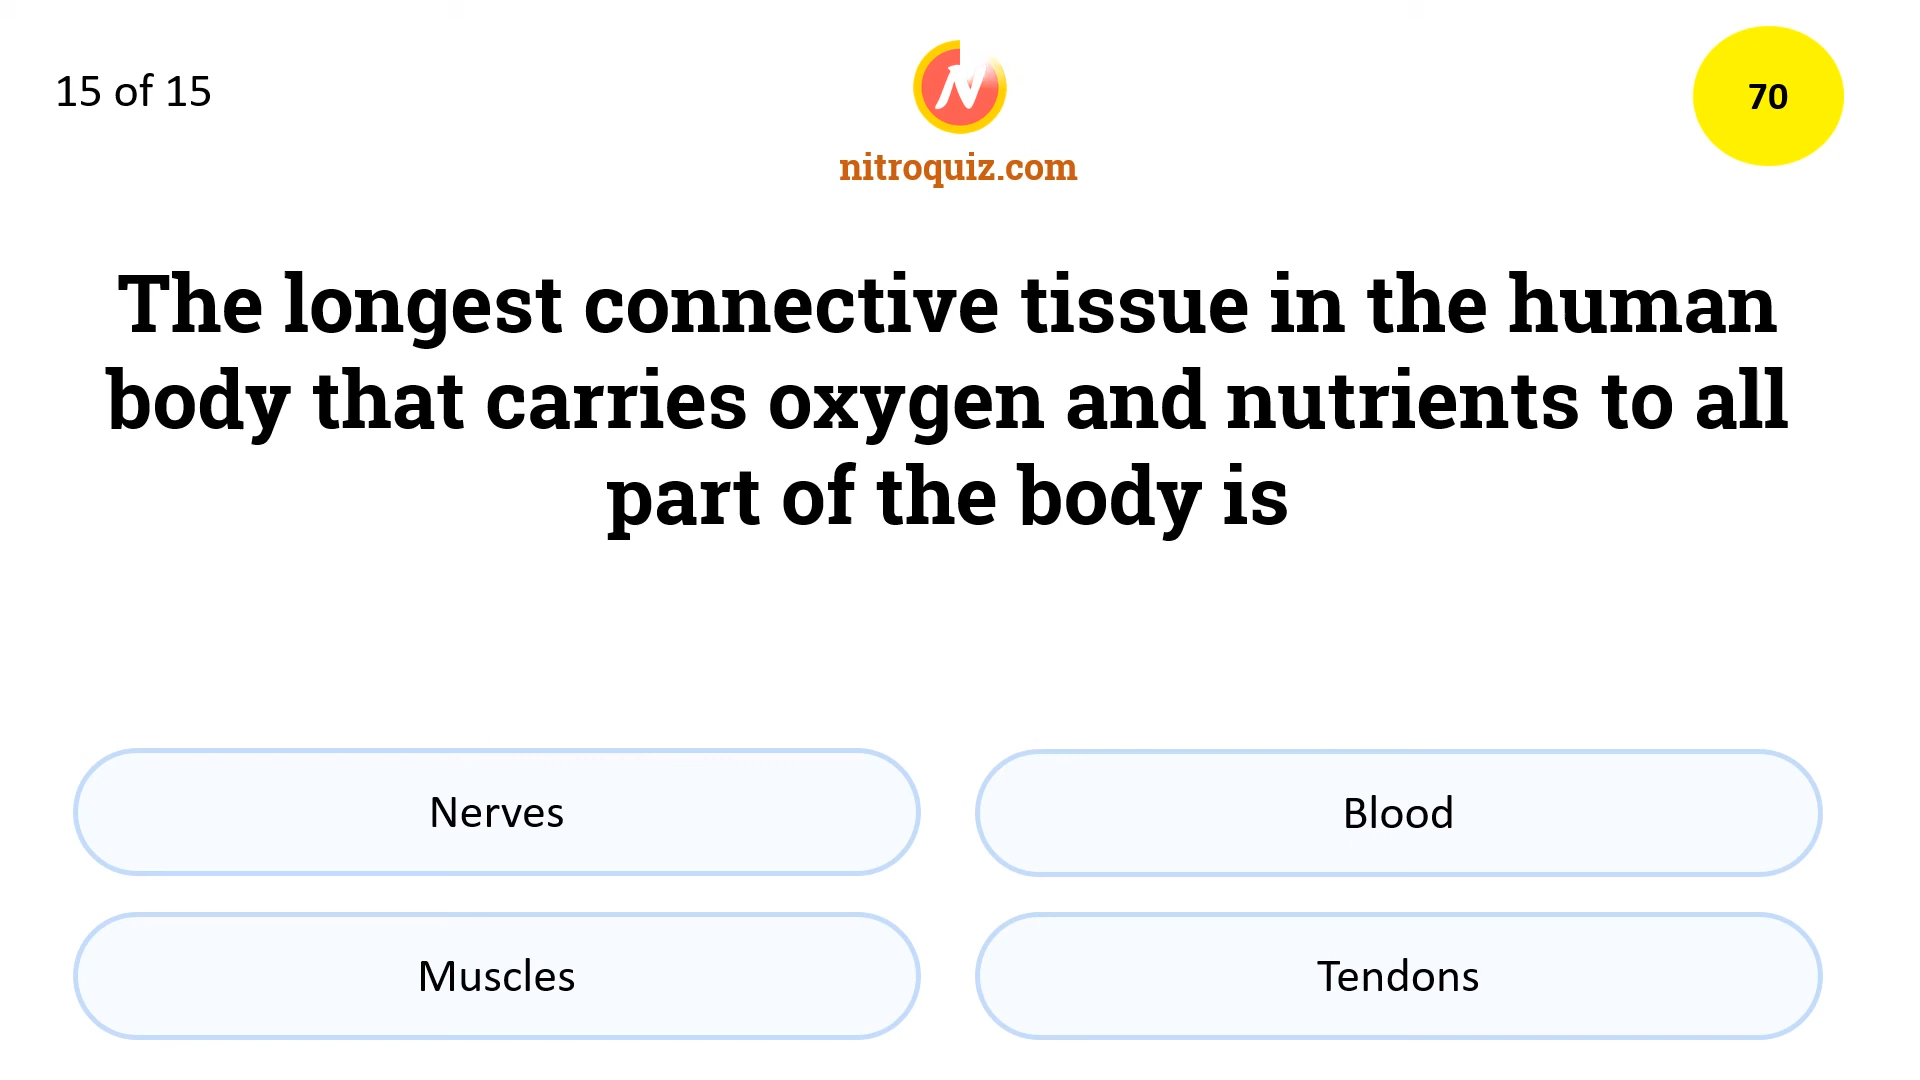 15 of 15
N
nitroquiz.com
70
The longest connective tissue in the human
body that carries oxygen and nutrients to all
part of the body is
Nerves
Blood
Muscles
Tendons